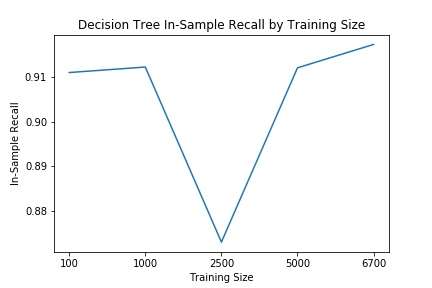 Decision Tree In-Sample Recall by Training Size
0.91
0.90
0.89
0.88
In-Sample Recall
100 1000 2500 5000 6700
Training Size